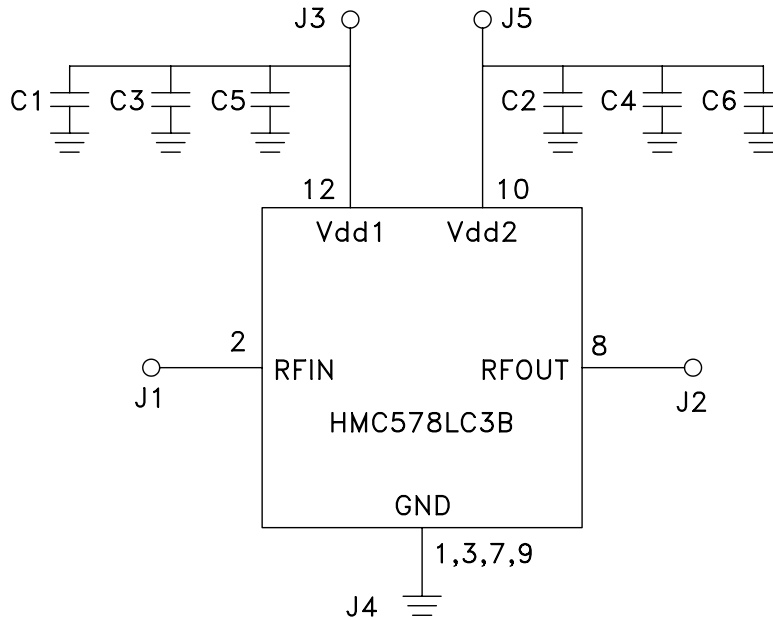 J3 J5
C1 C3 C5 C2 C4 C6
12 10
Vdd1 Vdd2
2 8
RFIN RFOUT
J1 J2
HMC578LC3B
GND
1,3,7,9
J4